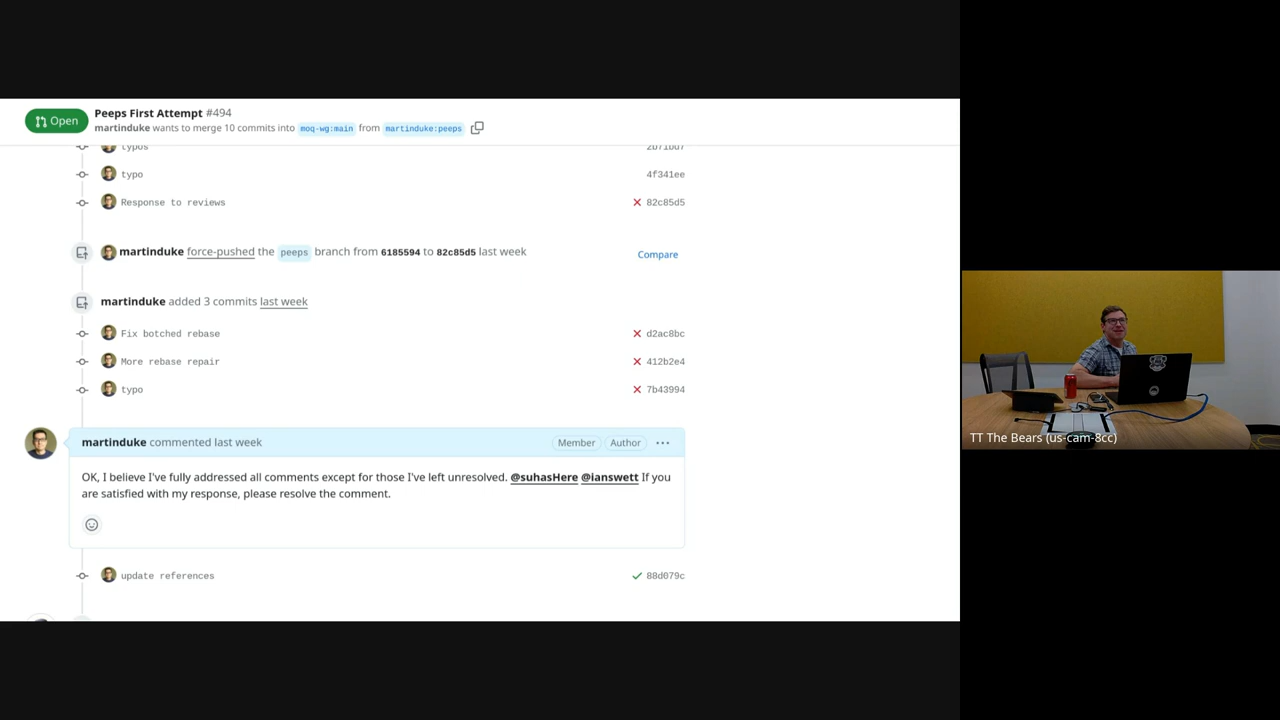 Open
Peeps First Attempt #494
martinduke wants to merge 10 commits into moq-wg:main from martinduke:peeps
typos 2b71bd7
typo 4f341ee
Response to reviews 82c85d5
martinduke force-pushed the peeps branch from 6185594 to 82c85d5 last week Compare
martinduke added 3 commits last week
Fix botched rebase d2ac8bc
More rebase repair 412b2e4
typo 7b43994
martinduke commented last week Member Author
OK, I believe I've fully addressed all comments except for those I've left unresolved. @suhasHere @ianswett If you
are satisfied with my response, please resolve the comment.
update references 88d079c
TT The Bears (us-cam-8cc)